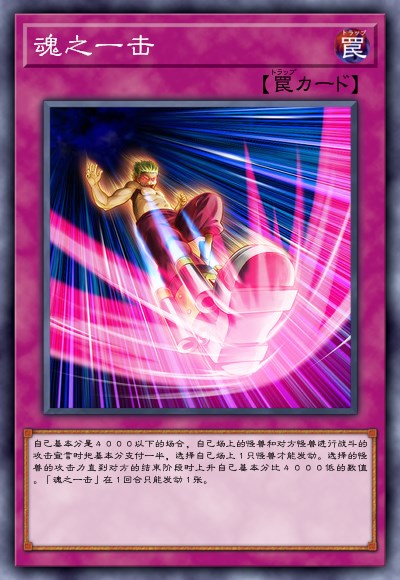 魂之一击
トラップ
罠
トラップ
【罠カード】
自己基本分是４０００以下的场合，自己场上的怪兽和对方怪兽进行战斗的
攻击宣言时把基本分支付一半，选择自己场上１只怪兽才能发动。选择的怪
兽的攻击力直到对方的结束阶段时上升自己基本分比４０００低的数值
。「魂之一击」在１回合只能发动１张。